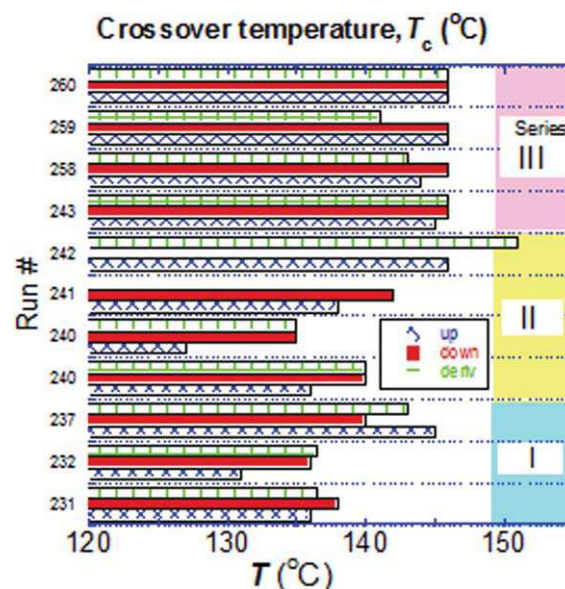 Crossover temperature, Tc (°C)
260
259
258
243
242
241
240
240
237
232
231
Run #
Series
III
II
I
up
down
deriv
120
130
140
150
T (°C)